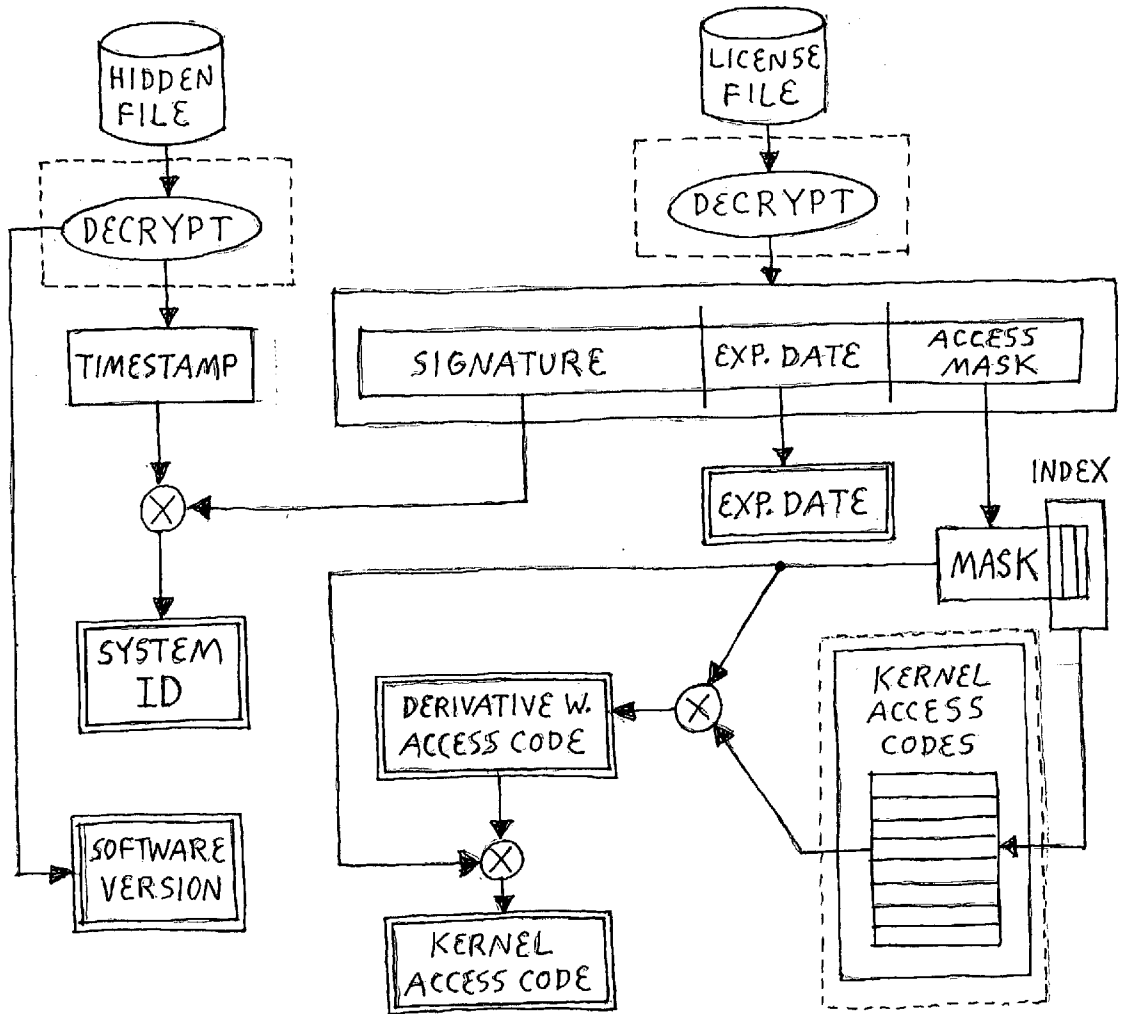 HIDDEN
FILE
LICENSE
FILE
DECRYPT
DECRYPT
TIMESTAMP
SIGNATURE
EXP. DATE
ACCESS
MASK
X
EXP. DATE
INDEX
MASK
SYSTEM
ID
DERIVATIVE W.
ACCESS CODE
X
KERNEL
ACCESS
CODES
SOFTWARE
VERSION
X
KERNEL
ACCESS CODE